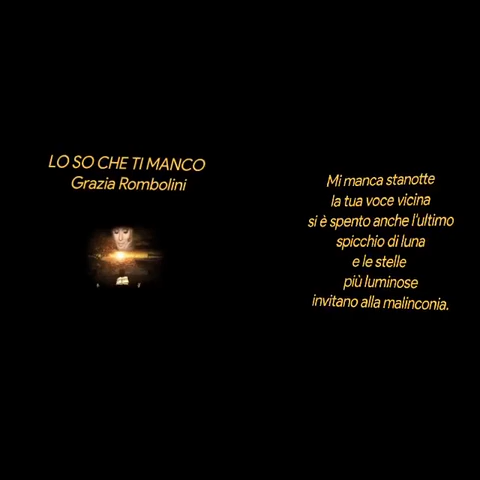 LO SO CHE TI MANCO
Grazia Rombolini
Mi manca stanotte
la tua voce vicina
si è spento anche l'ultimo
spicchio di luna
e le stelle
più luminose
invitano alla malinconia.